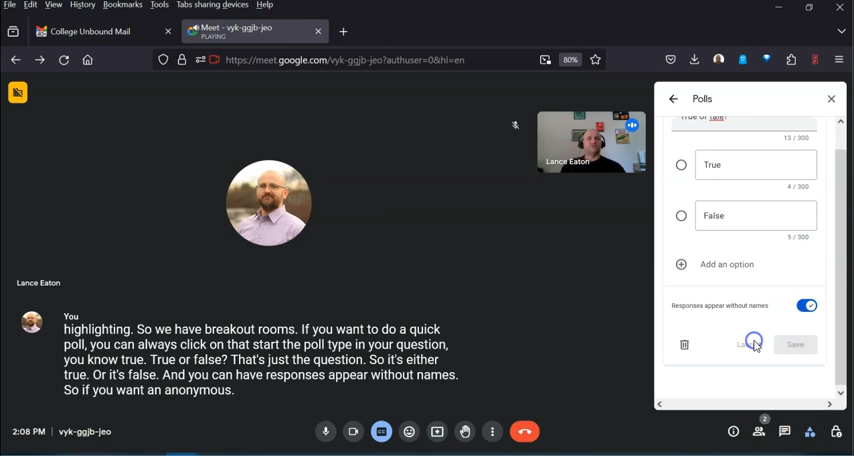 File Edit View History Bookmarks Tools Tabs sharing devices Help
College Unbound Mail
Meet - vyk-ggjb-jeo
PLAYING
https://meet.google.com/vyk-ggjb-jeo?authuser=0&hl=en
80%
Polls
13 / 300
True
4 / 300
False
5 / 300
Add an option
Responses appear without names
Save
Lance Eaton
Lance Eaton
You
highlighting. So we have breakout rooms. If you want to do a quick
poll, you can always click on that start the poll type in your question,
you know true. True or false? That's just the question. So it's either
true. Or it's false. And you can have responses appear without names.
So if you want an anonymous.
2:08 PM | vyk-ggjb-jeo
CC
2